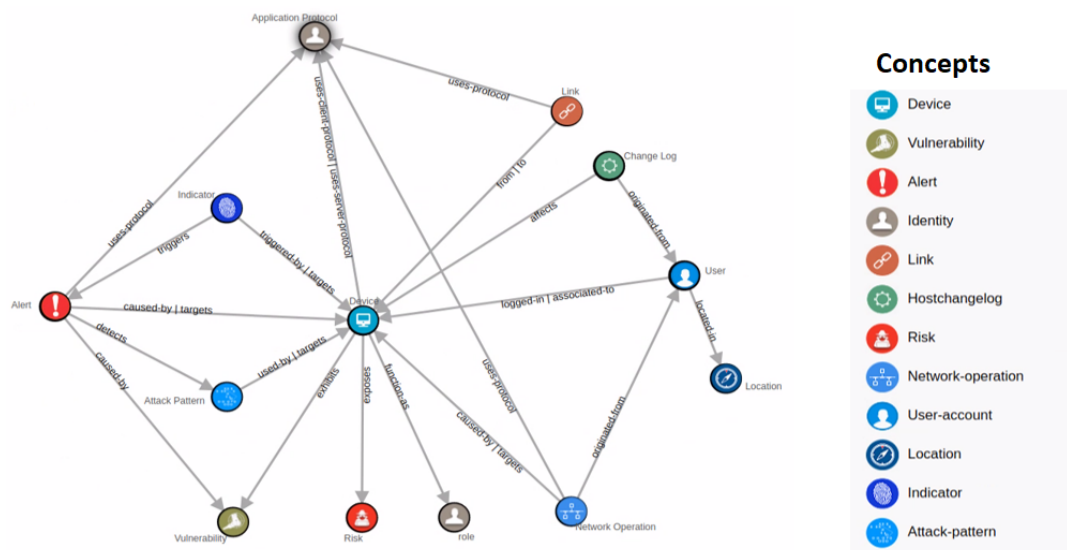 Application Protocol
uses-protocol
Link
Change Log
from | to
uses-client-protocol | uses-server-protocol
originated-from
Indicator
affects
uses-protocol
triggers
triggered-by | targets
User
Alert
caused-by | targets
Device
logged-in | associated-to
located-in
detects
used-by | targets
caused-by
Attack Pattern
exhibits
exposes
function-as
uses-protocol
caused-by | targets
originated-from
Location
Vulnerability
Risk
role
Network Operation
Concepts
Device
Vulnerability
Alert
Identity
Link
Hostchangelog
Risk
Network-operation
User-account
Location
Indicator
Attack-pattern